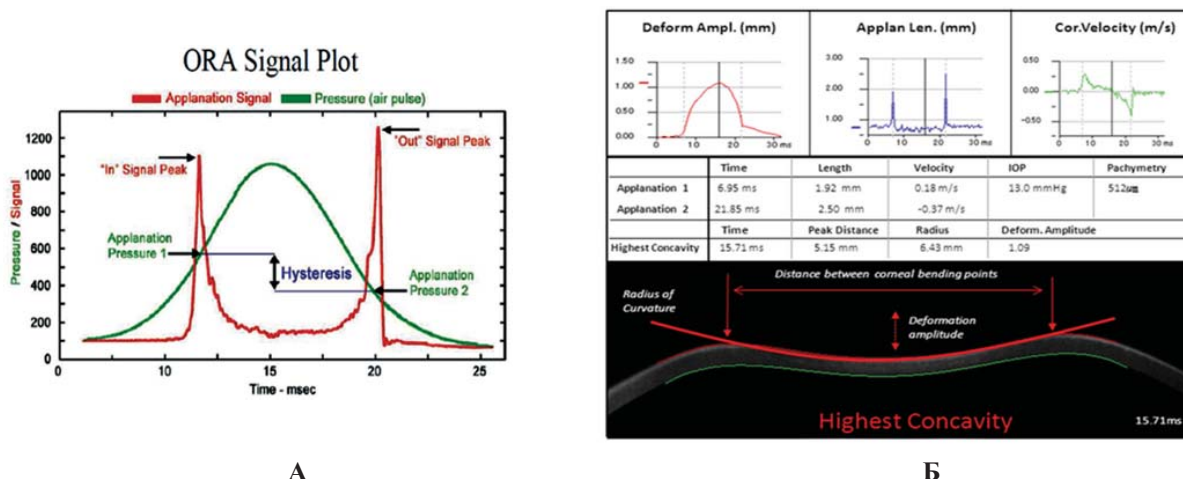 ORA Signal Plot
Applanation Signal Pressure (air pulse)
Pressure / Signal
1200
1000
800
600
400
200
0
"In" Signal Peak
"Out" Signal Peak
Applanation
Pressure 1
Hysteresis
Applanation
Pressure 2
0 10 15 20 25
Time - msec
А
Deform Ampl. (mm) Applan Len. (mm) Cor.Velocity (m/s)
1.50
1.00
0.50
0.00
0 10 20 30 ms
3.00
2.00
1.00
0 10 20 30 ms
0.50
0.00
-0.50
0 10 20 30 ms
Time Length Velocity IOP Pachymetry
Applanation 1 6.95 ms 1.92 mm 0.18 m/s 13.0 mmHg 512um
Applanation 2 21.85 ms 2.50 mm -0.37 m/s
Time Peak Distance Radius Deform. Amplitude
Highest Concavity 15.71 ms 5.15 mm 6.43 mm 1.09
Distance between corneal bending points
Radius of
Curvature
Deformation
amplitude
Highest Concavity
15.71ms
Б